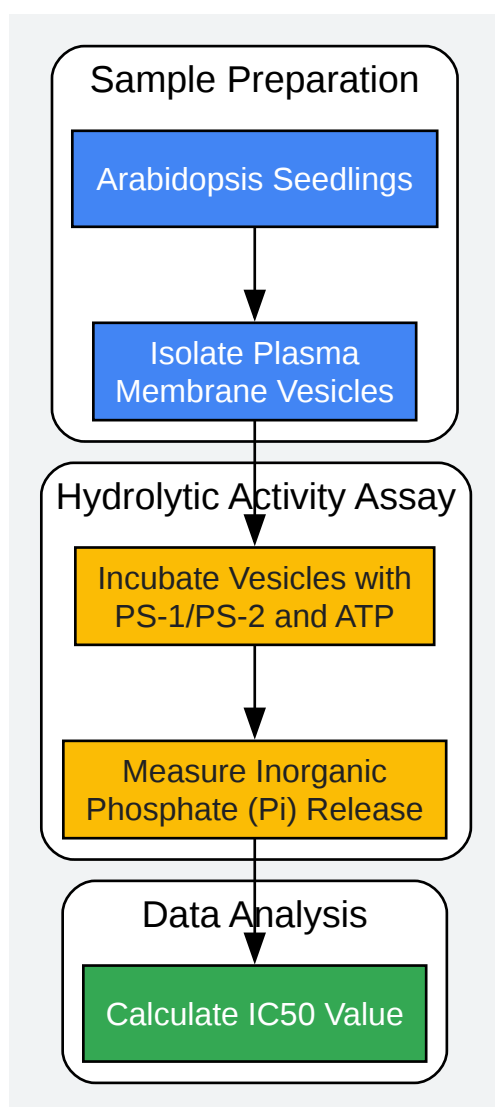 Sample Preparation
Arabidopsis Seedlings
Isolate Plasma
Membrane Vesicles
Hydrolytic Activity Assay
Incubate Vesicles with
PS-1/PS-2 and ATP
Measure Inorganic
Phosphate (Pi) Release
Data Analysis
Calculate IC50 Value